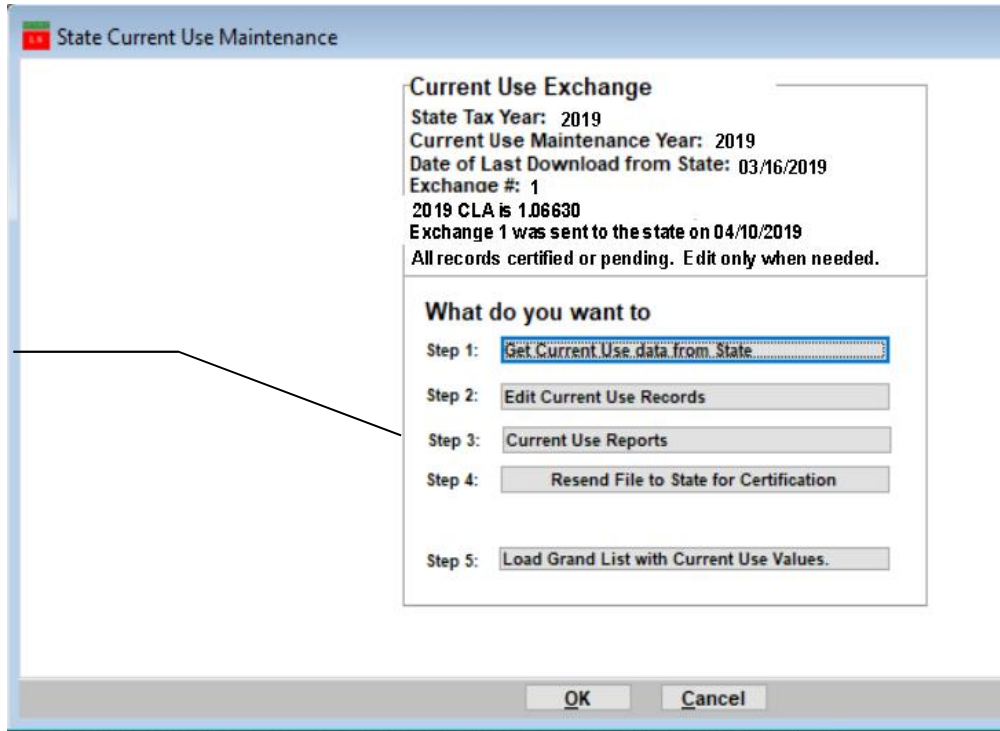 State Current Use Maintenance
Current Use Exchange
State Tax Year: 2019
Current Use Maintenance Year: 2019
Date of Last Download from State: 03/16/2019
Exchange #: 1
2019 CLA is 1.06630
Exchange 1 was sent to the state on 04/10/2019
All records certified or pending. Edit only when needed.
What do you want to
Step 1: Get Current Use data from State
Step 2: Edit Current Use Records
Step 3: Current Use Reports
Step 4: Resend File to State for Certification
Step 5: Load Grand List with Current Use Values.
OK Cancel